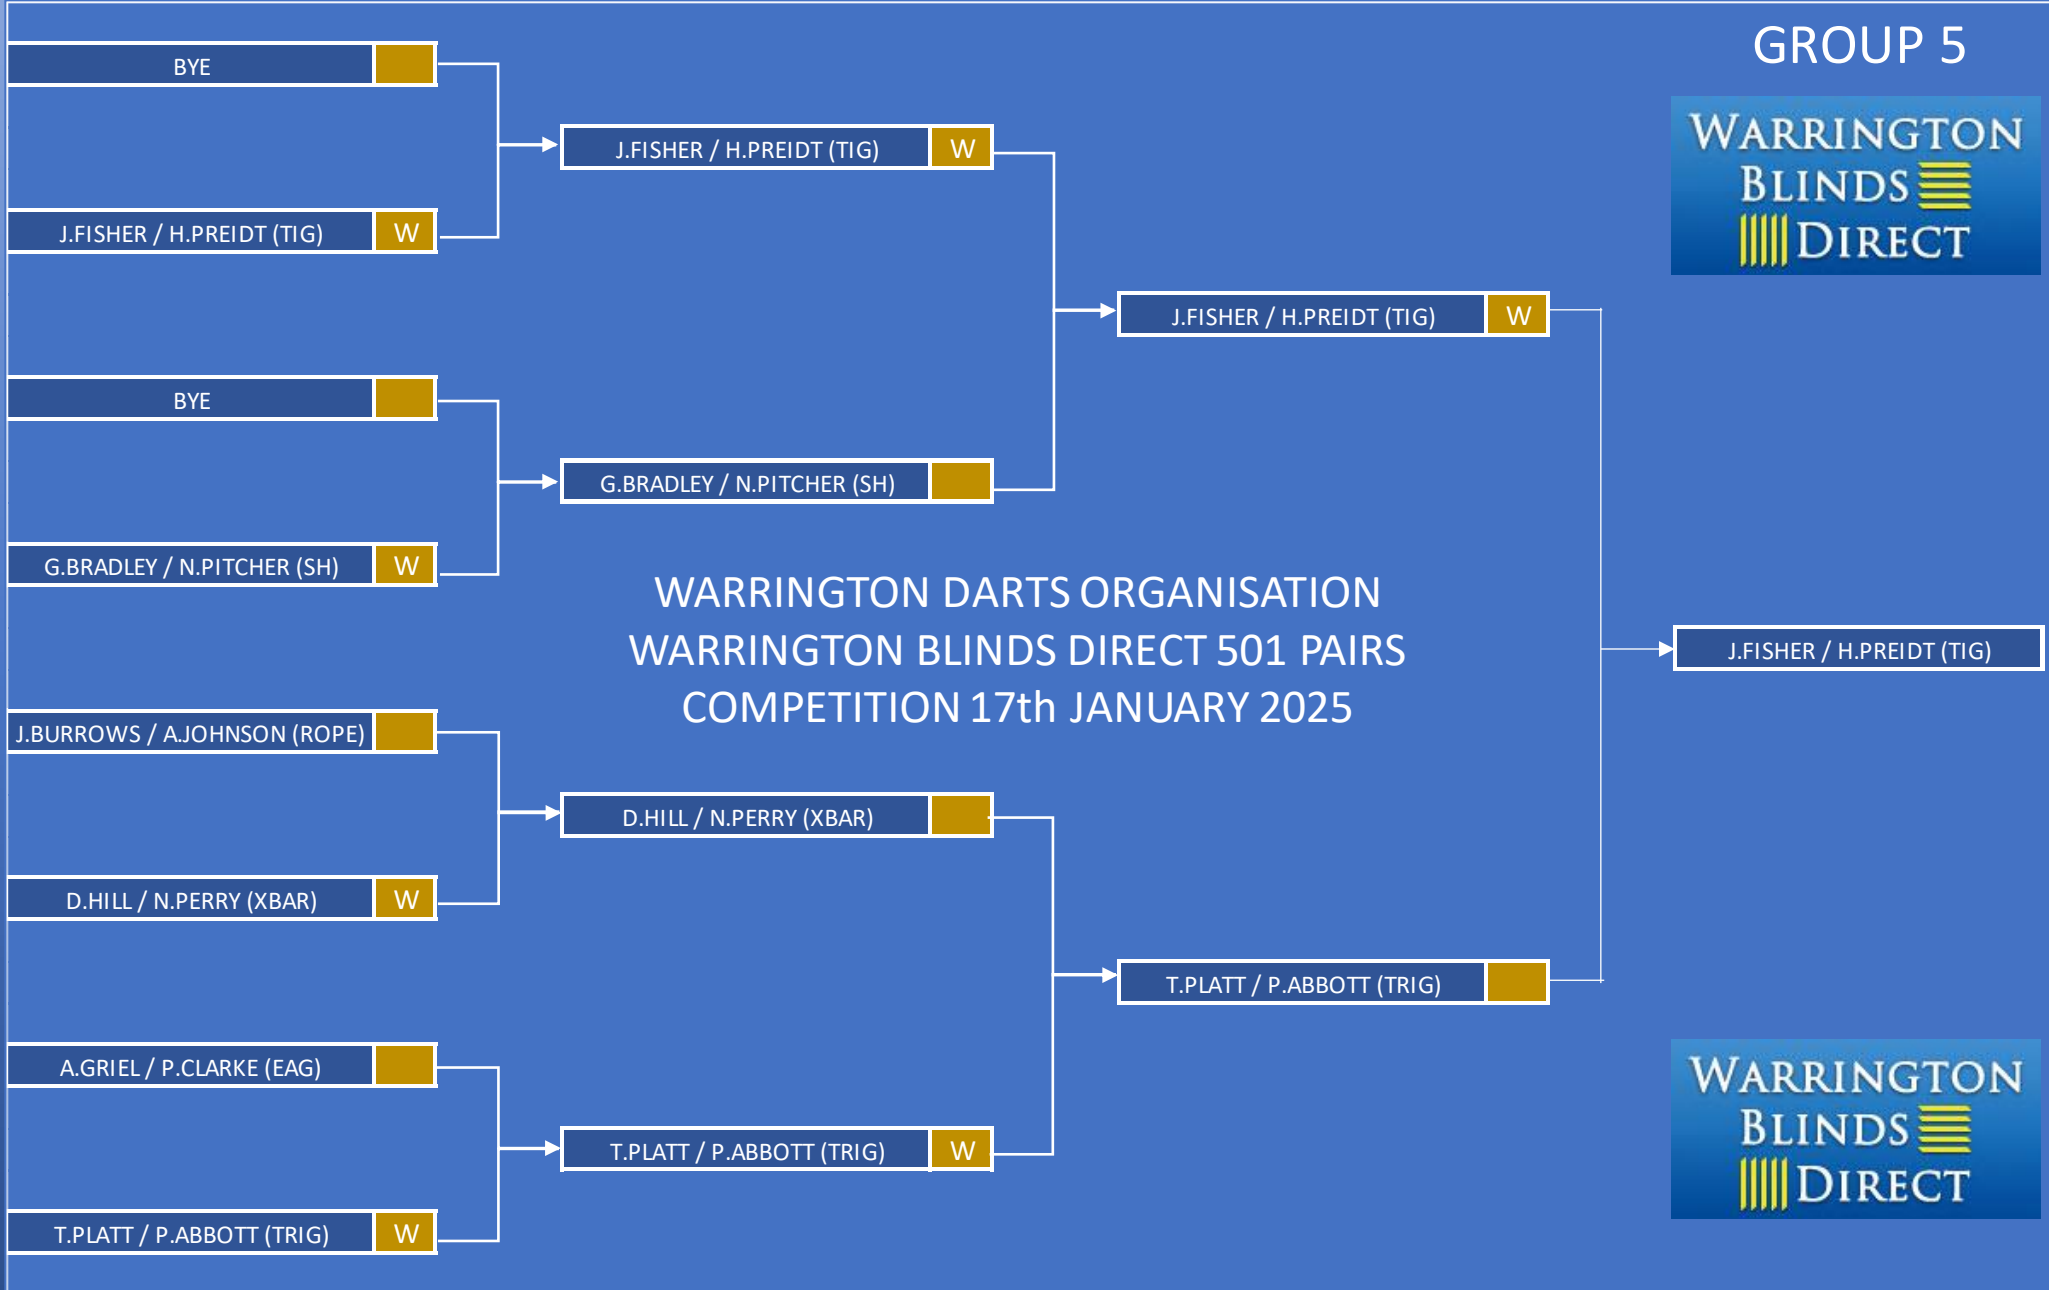 GROUP 5
WARRINGTON
BLINDS
DIRECT
BYE
J.FISHER / H.PREIDT (TIG) W
BYE
G.BRADLEY / N.PITCHER (SH) W
J.BURROWS / A.JOHNSON (ROPE)
D.HILL / N.PERRY (XBAR) W
A.GRIEL / P.CLARKE (EAG)
T.PLATT / P.ABBOTT (TRIG) W
J.FISHER / H.PREIDT (TIG) W
G.BRADLEY / N.PITCHER (SH)
WARRINGTON DARTS ORGANISATION
WARRINGTON BLINDS DIRECT 501 PAIRS
COMPETITION 17th JANUARY 2025
D.HILL / N.PERRY (XBAR)
T.PLATT / P.ABBOTT (TRIG) W
J.FISHER / H.PREIDT (TIG) W
T.PLATT / P.ABBOTT (TRIG)
J.FISHER / H.PREIDT (TIG)
WARRINGTON
BLINDS
DIRECT